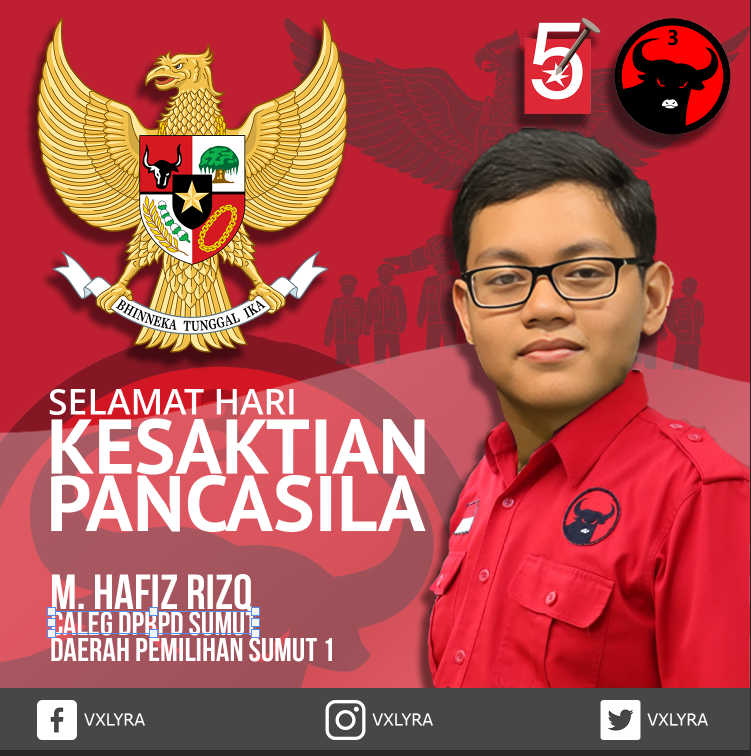 5
3
BHINNEKA TUNGGAL IKA
SELAMAT HARI
KESAKTIAN
PANCASILA
M. HAFIZ RIZQ
CALEG DPRPD SUMUT
DAERAH PEMILIHAN SUMUT 1
VXLYRA
VXLYRA
VXLYRA